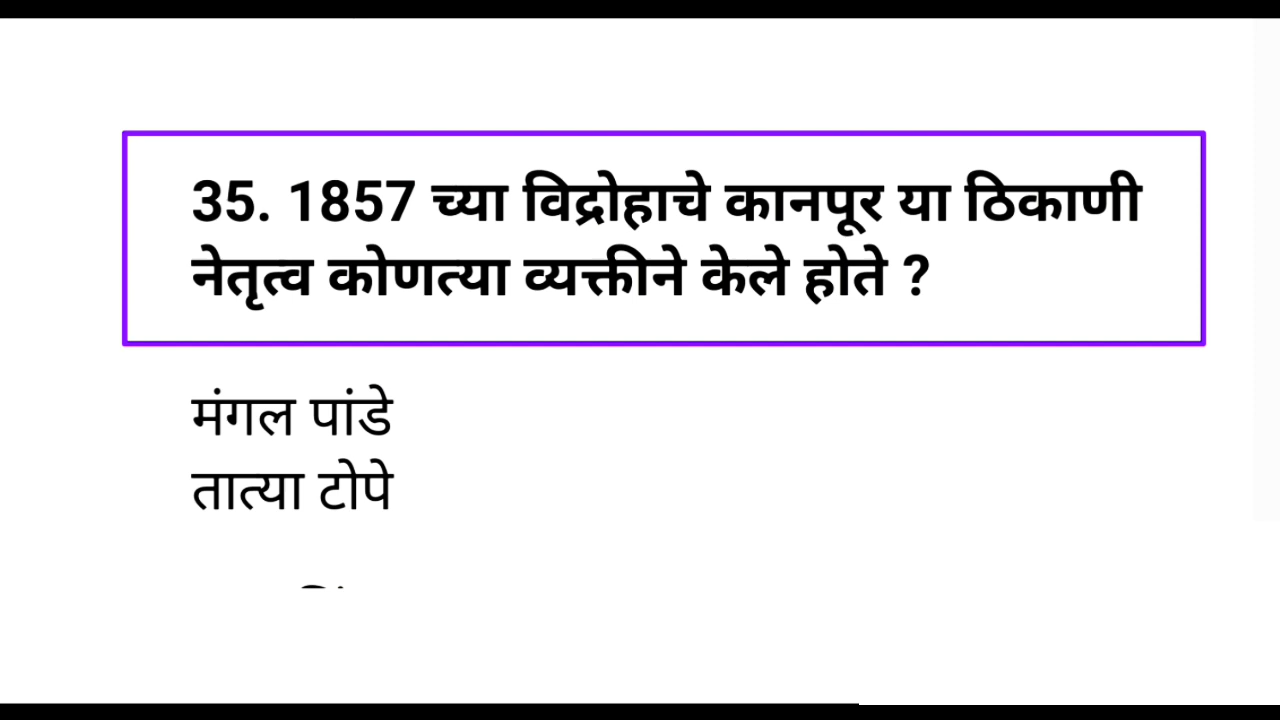 35. 1857 च्या विद्रोहाचे कानपूर या ठिकाणी
नेतृत्व कोणत्या व्यक्तीने केले होते ?
मंगल पांडे
तात्या टोपे